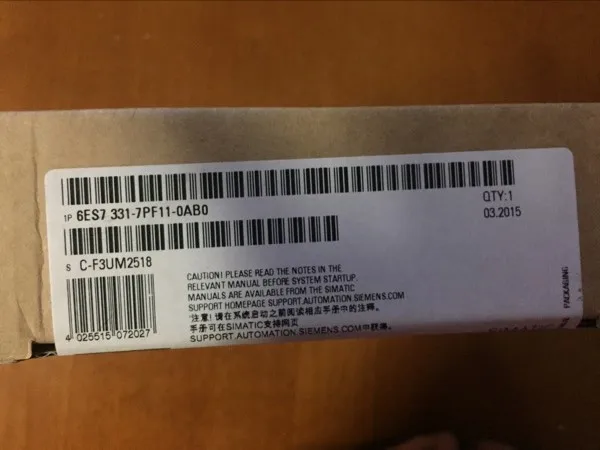 1P 6ES7 331-7PF11-0AB0
QTY:1
03.2015
S C-F3UM2518
CAUTION! PLEASE READ THE NOTES IN THE
RELEVANT MANUAL BEFORE SYSTEM STARTUP.
MANUALS ARE AVAILABLE FROM THE SIMATIC
SUPPORT HOMEPAGE SUPPORT.AUTOMATION.SIEMENS.COM
"注意!请在系统启动之前阅读相应手册中的注释。
手册可在SIMATIC支持网页
SUPPORT.AUTOMATION.SIEMENS.COM中获得。
4 025515 072027
PACKAGING